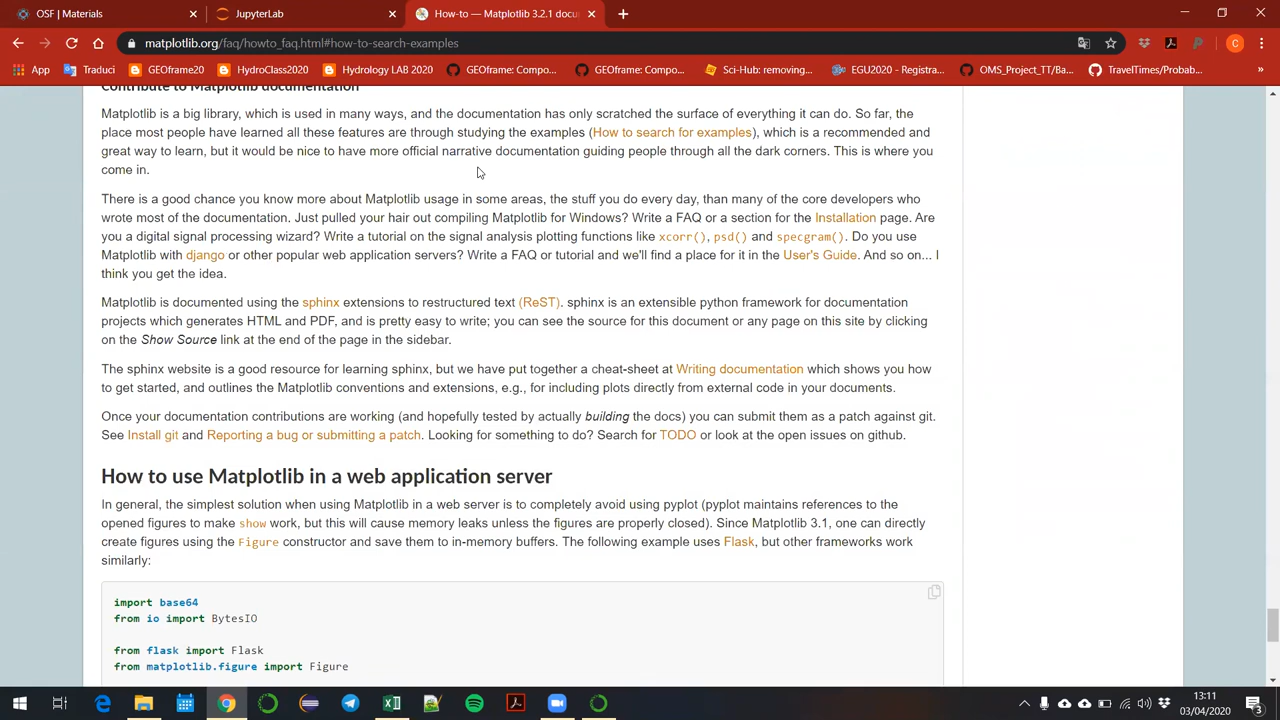 OSF | Materials
JupyterLab
How-to — Matplotlib 3.2.1 docu
matplotlib.org/faq/howto_faq.html#how-to-search-examples
App
Traduci
GEOframe20
HydroClass2020
Hydrology LAB 2020
GEOframe: Compo...
GEOframe: Compo...
Sci-Hub: removing...
EGU2020 - Registra...
OMS_Project_TT/Ba...
TravelTimes/Probab...
Contribute to Matplotlib documentation
Matplotlib is a big library, which is used in many ways, and the documentation has only scratched the surface of everything it can do. So far, the
place most people have learned all these features are through studying the examples (How to search for examples), which is a recommended and
great way to learn, but it would be nice to have more official narrative documentation guiding people through all the dark corners. This is where you
come in.
There is a good chance you know more about Matplotlib usage in some areas, the stuff you do every day, than many of the core developers who
wrote most of the documentation. Just pulled your hair out compiling Matplotlib for Windows? Write a FAQ or a section for the Installation page. Are
you a digital signal processing wizard? Write a tutorial on the signal analysis plotting functions like xcorr(), psd() and specgram(). Do you use
Matplotlib with django or other popular web application servers? Write a FAQ or tutorial and we'll find a place for it in the User's Guide. And so on... I
think you get the idea.
Matplotlib is documented using the sphinx extensions to restructured text (ReST). sphinx is an extensible python framework for documentation
projects which generates HTML and PDF, and is pretty easy to write; you can see the source for this document or any page on this site by clicking
on the Show Source link at the end of the page in the sidebar.
The sphinx website is a good resource for learning sphinx, but we have put together a cheat-sheet at Writing documentation which shows you how
to get started, and outlines the Matplotlib conventions and extensions, e.g., for including plots directly from external code in your documents.
Once your documentation contributions are working (and hopefully tested by actually building the docs) you can submit them as a patch against git.
See Install git and Reporting a bug or submitting a patch. Looking for something to do? Search for TODO or look at the open issues on github.
How to use Matplotlib in a web application server
In general, the simplest solution when using Matplotlib in a web server is to completely avoid using pyplot (pyplot maintains references to the
opened figures to make show work, but this will cause memory leaks unless the figures are properly closed). Since Matplotlib 3.1, one can directly
create figures using the Figure constructor and save them to in-memory buffers. The following example uses Flask, but other frameworks work
similarly:
import base64
from io import BytesIO
from flask import Flask
from matplotlib.figure import Figure
13:11
03/04/2020